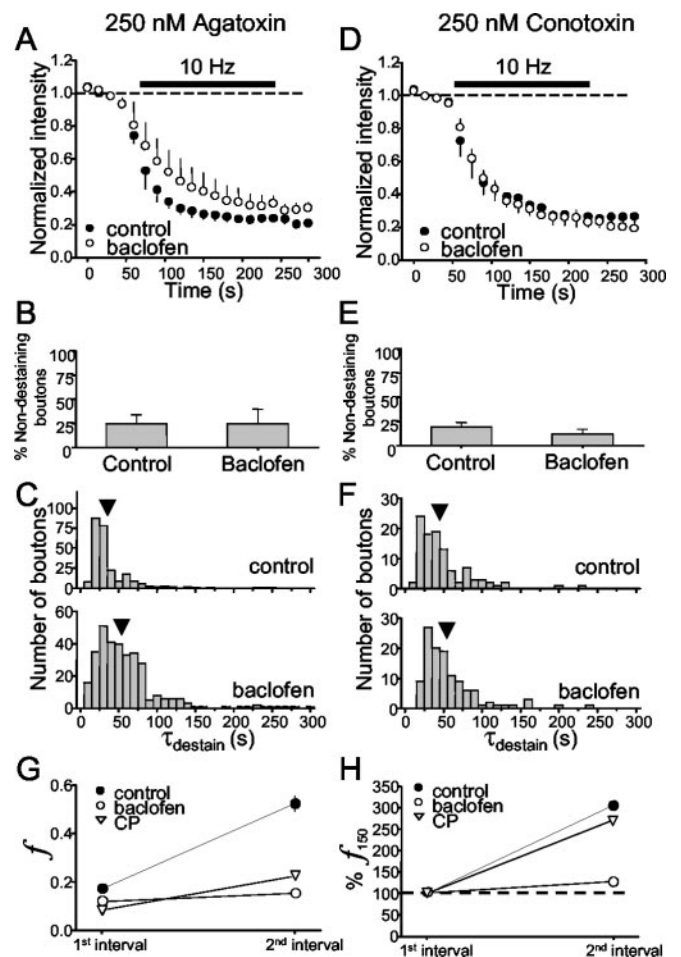 250 nM Agatoxin
250 nM Conotoxin
A
10 Hz
Normalized intensity
1.2
1.0
0.8
0.6
0.4
0.2
0.0
control
baclofen
0 50 100 150 200 250 300
Time (s)
D
10 Hz
Normalized intensity
1.2
1.0
0.8
0.6
0.4
0.2
0.0
control
baclofen
0 50 100 150 200 250 300
Time (s)
B
% Non-destaining
boutons
100
75
50
25
0
Control Baclofen
E
% Non-destaining
boutons
100
75
50
25
0
Control Baclofen
C
Number of boutons
100
75
50
25
0
control
60
40
20
0
baclofen
0 50 100 150 200 250 300
τdestain (s)
F
Number of boutons
30
20
10
0
control
30
20
10
0
baclofen
0 50 100 150 200 250 300
τdestain (s)
G
f
0.6
0.4
0.2
0.0
control
baclofen
CP
1st interval 2nd interval
H
% f150
350
300
250
200
150
100
50
0
control
baclofen
CP
1st interval 2nd interval